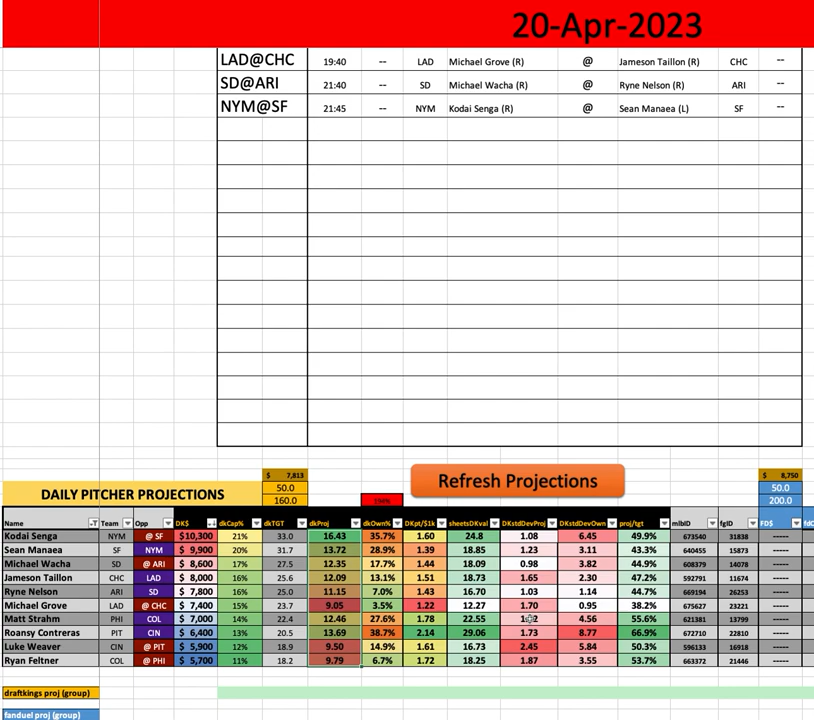 20-Apr-2023
LAD@CHC 19:40 -- LAD Michael Grove (R) @ Jameson Taillon (R) CHC --
SD@ARI 21:40 -- SD Michael Wacha (R) @ Ryne Nelson (R) ARI --
NYM@SF 21:45 -- NYM Kodai Senga (R) @ Sean Manaea (L) SF --
$ 7,813 $ 8,750
Refresh Projections
50.0 50.0
DAILY PITCHER PROJECTIONS
160.0 200.0
Name Team Opp DK$ dkCap% dkTGT dkProj dkOwn% DKpt/$1k sheetsDKval DKstdDevProj DKstdDevOwn proj/tgt mlbID fgID FD$
Kodai Senga NYM @ SF $10,300 21% 33.0 16.43 35.7% 1.60 24.8 1.08 6.45 49.9% 673540 31838 -----
Sean Manaea SF NYM $ 9,900 20% 31.7 13.72 28.9% 1.39 18.85 1.23 3.11 43.3% 640455 15873 -----
Michael Wacha SD @ ARI $ 8,600 17% 27.5 12.35 17.7% 1.44 18.09 0.98 3.82 44.9% 608379 14078 -----
Jameson Taillon CHC LAD $ 8,000 16% 25.6 12.09 13.1% 1.51 18.73 1.65 2.30 47.2% 592791 11674 -----
Ryne Nelson ARI SD $ 7,800 16% 25.0 11.15 7.0% 1.43 16.70 1.03 1.14 44.7% 669194 26253 -----
Michael Grove LAD @ CHC $ 7,400 15% 23.7 9.05 3.5% 1.22 12.27 1.70 0.95 38.2% 675627 23221 -----
Matt Strahm PHI COL $ 7,000 14% 22.4 12.46 27.6% 1.78 22.55 4.56 55.6% 621381 13799 -----
Roansy Contreras PIT CIN $ 6,400 13% 20.5 13.69 38.7% 2.14 29.06 1.73 8.77 66.9% 672710 22810 -----
Luke Weaver CIN @ PIT $ 5,900 12% 18.9 9.50 14.9% 1.61 16.73 2.45 5.84 50.3% 596133 16918 -----
Ryan Feltner COL @ PHI $ 5,700 11% 18.2 9.79 6.7% 1.72 18.25 1.87 3.55 53.7% 663372 21446 -----
draftkings proj (group)
fanduel proj (group)